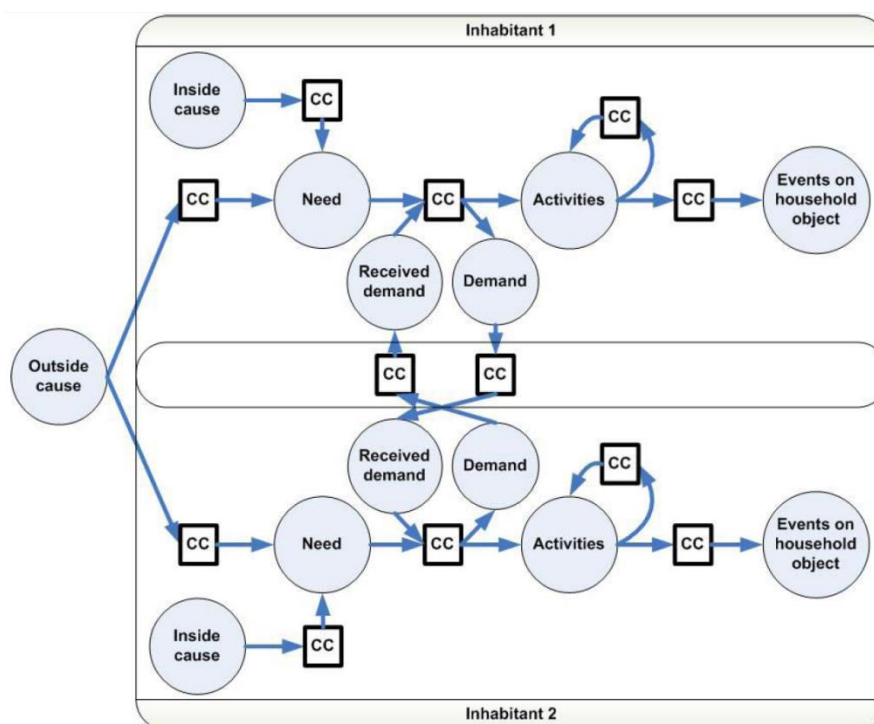 Inhabitant 1
Inside
cause
CC
CC
CC
Need
CC
Activities
CC
Events on
household
object
Received
demand
Demand
Outside
cause
CC
CC
Received
demand
Demand
CC
CC
Need
CC
Activities
CC
Events on
household
object
Inside
cause
CC
Inhabitant 2